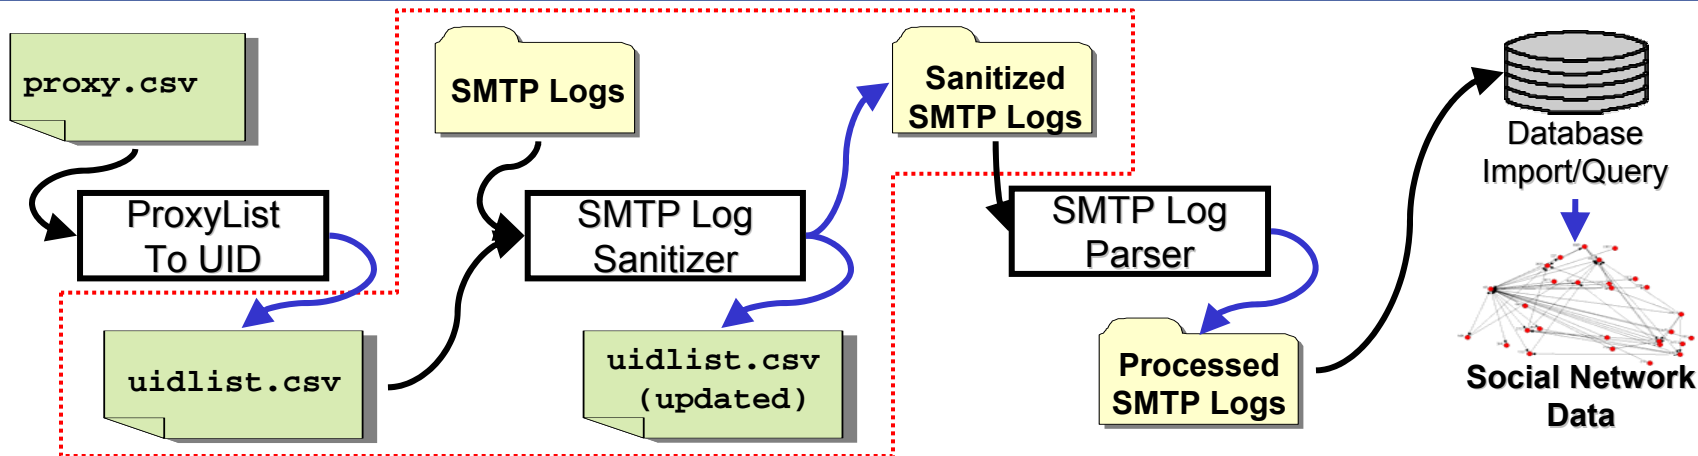 proxy.csv
SMTP Logs
Sanitized
SMTP Logs
Database
Import/Query
ProxyList
To UID
SMTP Log
Sanitizer
SMTP Log
Parser
uidlist.csv
uidlist.csv
(updated)
Processed
SMTP Logs
Social Network
Data